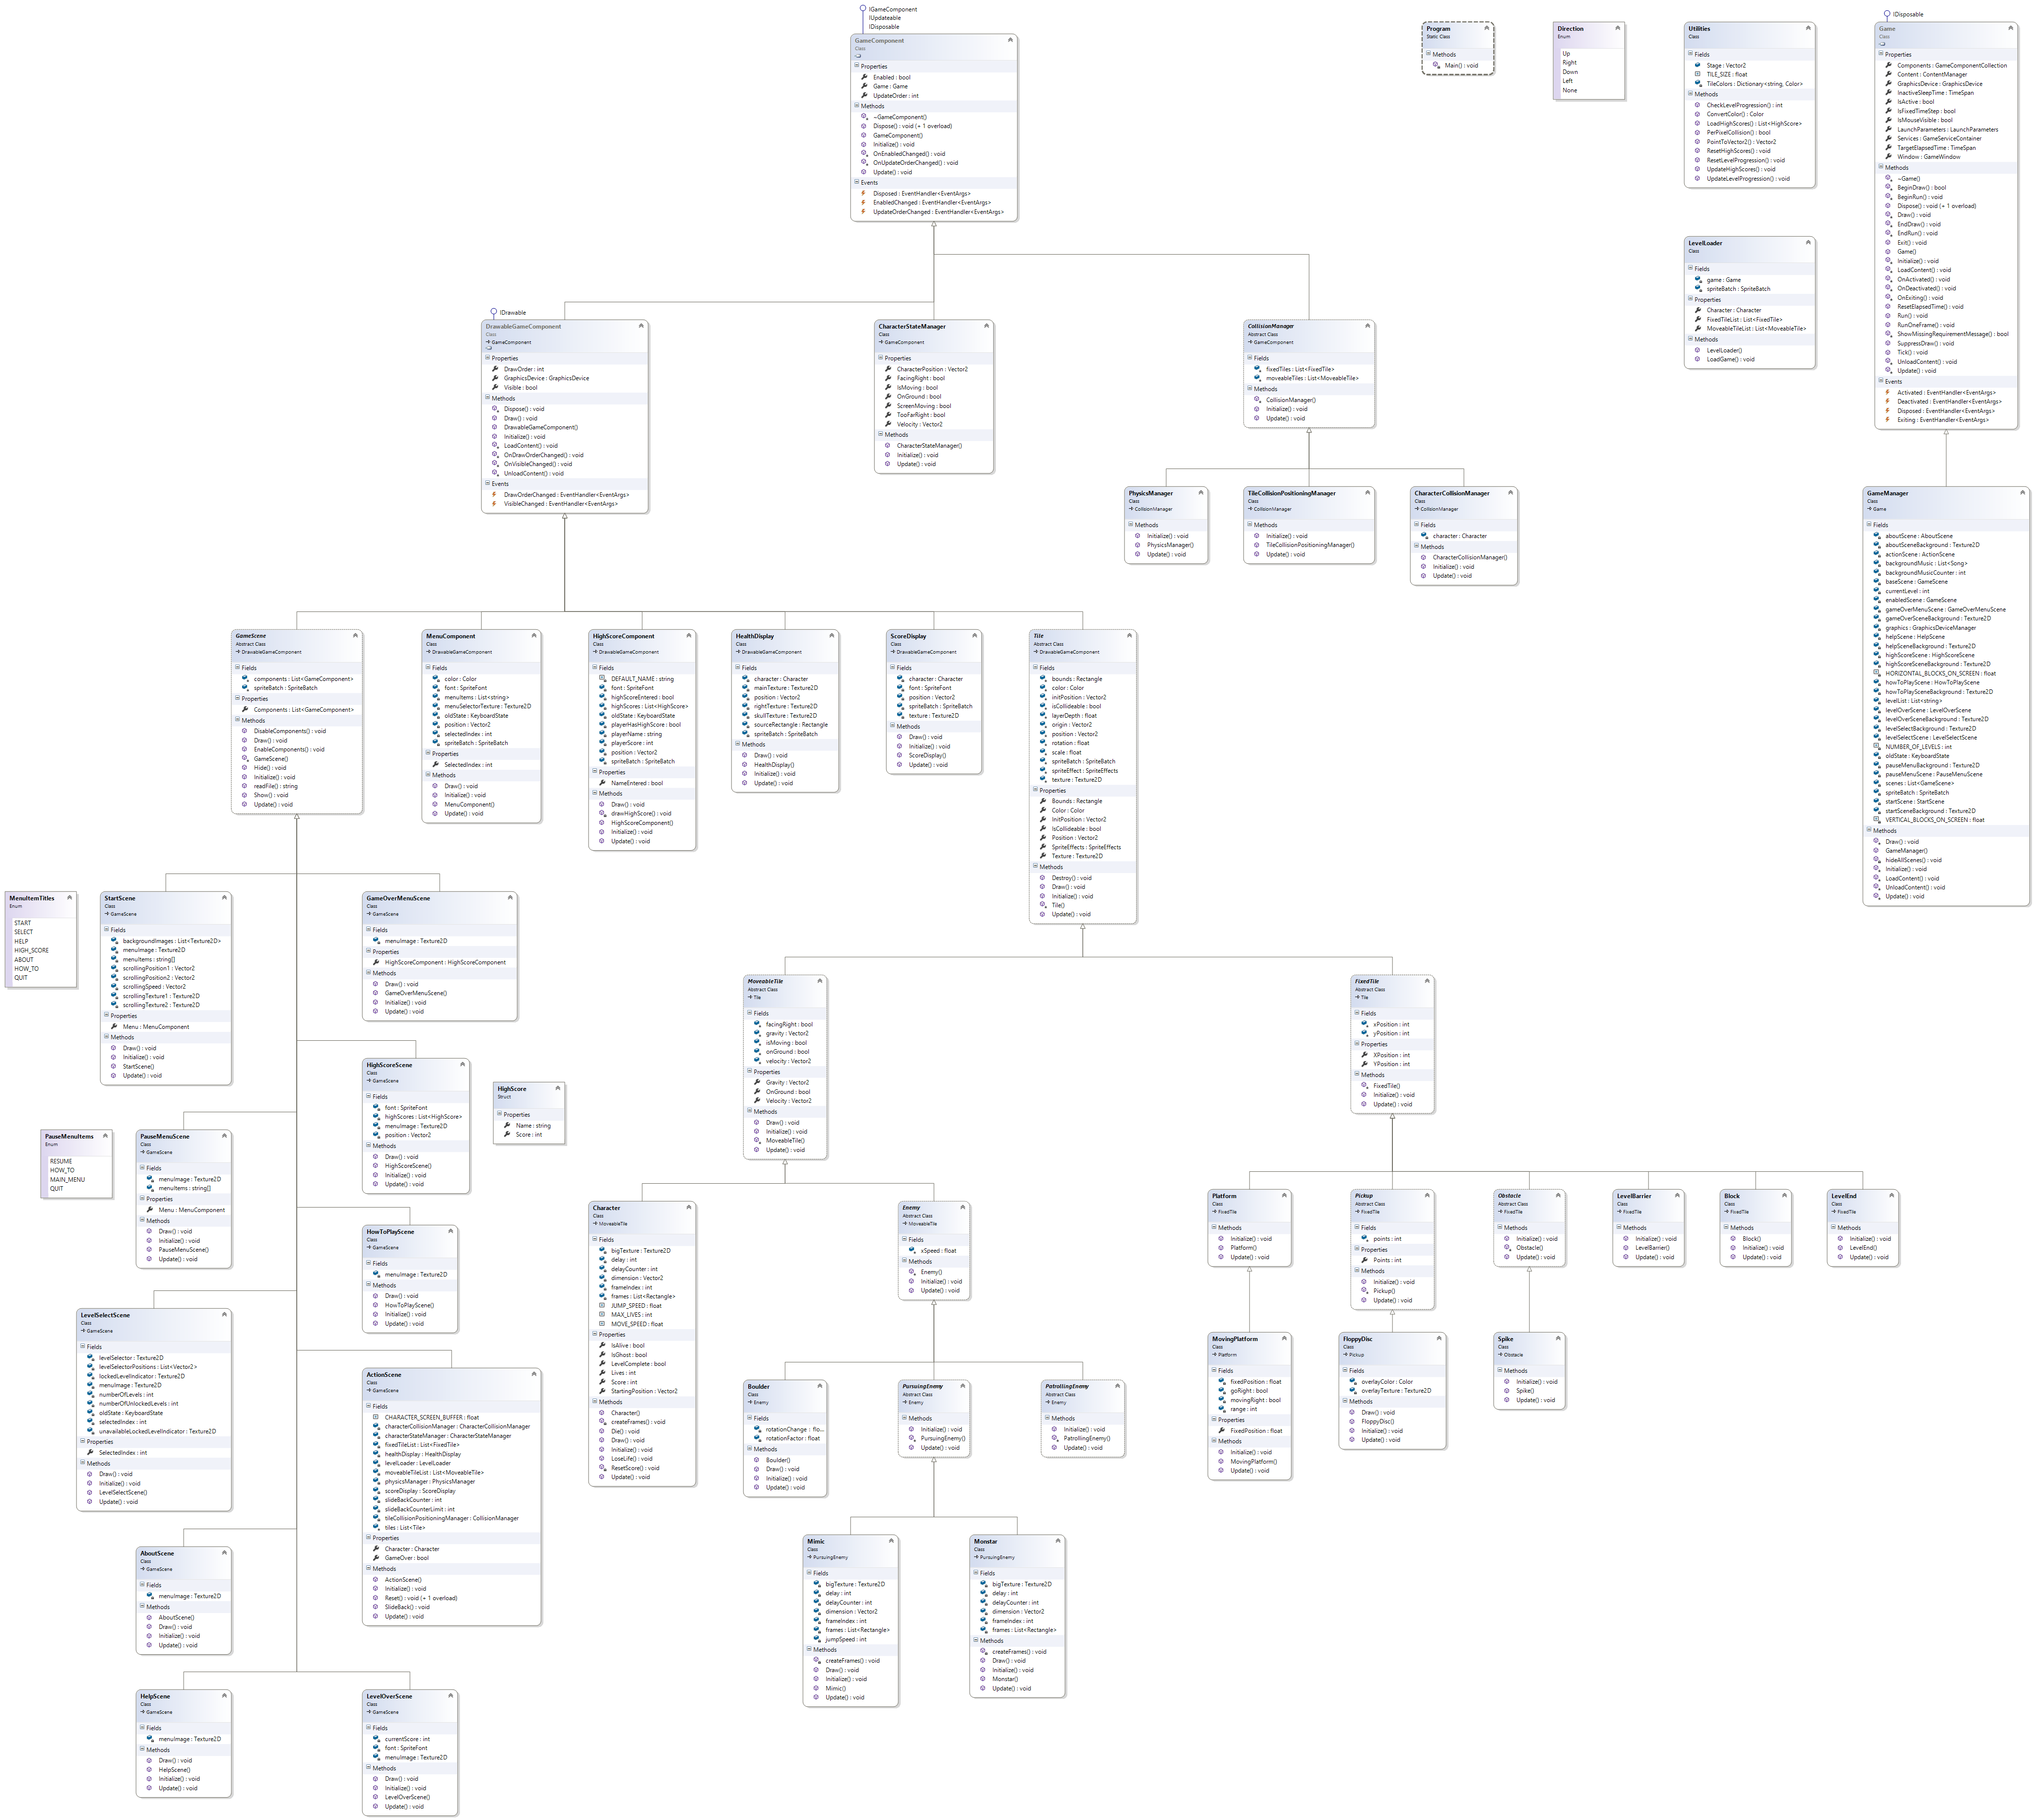 IGameComponent
IUpdateable
IDisposable
GameComponent
Class
Properties
Enabled : bool
Game : Game
UpdateOrder : int
Methods
~GameComponent()
Dispose() : void (+ 1 overload)
GameComponent()
Initialize() : void
OnEnabledChanged() : void
OnUpdateOrderChanged() : void
Update() : void
Events
Disposed : EventHandler<EventArgs>
EnabledChanged : EventHandler<EventArgs>
UpdateOrderChanged : EventHandler<EventArgs>
Program
Static Class
Methods
Main() : void
Direction
Enum
Up
Right
Down
Left
None
Utilities
Class
Fields
Stage : Vector2
TILE_SIZE : float
TileColors : Dictionary<string, Color>
Methods
CheckLevelProgression() : int
ConvertColor() : Color
LoadHighScores() : List<HighScore>
PerPixelCollision() : bool
PointToVector2() : Vector2
ResetHighScores() : void
ResetLevelProgression() : void
UpdateHighScores() : void
UpdateLevelProgression() : void
IDisposable
Game
Class
Properties
Components : GameComponentCollection
Content : ContentManager
GraphicsDevice : GraphicsDevice
InactiveSleepTime : TimeSpan
IsActive : bool
IsFixedTimeStep : bool
IsMouseVisible : bool
LaunchParameters : LaunchParameters
Services : GameServiceContainer
TargetElapsedTime : TimeSpan
Window : GameWindow
Methods
~Game()
BeginDraw() : bool
BeginRun() : void
Dispose() : void (+ 1 overload)
Draw() : void
EndDraw() : void
EndRun() : void
Exit() : void
Game()
Initialize() : void
LoadContent() : void
OnActivated() : void
OnDeactivated() : void
OnExiting() : void
ResetElapsedTime() : void
Run() : void
RunOneFrame() : void
ShowMissingRequirementMessage() : bool
SuppressDraw() : void
Tick() : void
UnloadContent() : void
Update() : void
Events
Activated : EventHandler<EventArgs>
Deactivated : EventHandler<EventArgs>
Disposed : EventHandler<EventArgs>
Exiting : EventHandler<EventArgs>
LevelLoader
Class
Fields
game : Game
spriteBatch : SpriteBatch
Properties
Character : Character
FixedTileList : List<FixedTile>
MoveableTileList : List<MoveableTile>
Methods
LevelLoader()
LoadGame() : void
IDrawable
DrawableGameComponent
Class
GameComponent
Properties
DrawOrder : int
GraphicsDevice : GraphicsDevice
Visible : bool
Methods
Dispose() : void
Draw() : void
DrawableGameComponent()
Initialize() : void
LoadContent() : void
OnDrawOrderChanged() : void
OnVisibleChanged() : void
UnloadContent() : void
Events
DrawOrderChanged : EventHandler<EventArgs>
VisibleChanged : EventHandler<EventArgs>
CharacterStateManager
Class
GameComponent
Properties
CharacterPosition : Vector2
FacingRight : bool
IsMoving : bool
OnGround : bool
ScreenMoving : bool
TooFarRight : bool
Velocity : Vector2
Methods
CharacterStateManager()
Initialize() : void
Update() : void
CollisionManager
Abstract Class
GameComponent
Fields
fixedTiles : List<FixedTile>
moveableTiles : List<MoveableTile>
Methods
CollisionManager()
Initialize() : void
Update() : void
PhysicsManager
Class
CollisionManager
Methods
Initialize() : void
PhysicsManager()
Update() : void
TileCollisionPositioningManager
Class
CollisionManager
Methods
Initialize() : void
TileCollisionPositioningManager()
Update() : void
CharacterCollisionManager
Class
CollisionManager
Fields
character : Character
Methods
CharacterCollisionManager()
Initialize() : void
Update() : void
GameManager
Class
Game
Fields
aboutScene : AboutScene
aboutSceneBackground : Texture2D
actionScene : ActionScene
backgroundMusic : List<Song>
backgroundMusicCounter : int
baseScene : GameScene
currentLevel : int
enabledScene : GameScene
gameOverMenuScene : GameOverMenuScene
gameOverSceneBackground : Texture2D
graphics : GraphicsDeviceManager
helpScene : HelpScene
helpSceneBackground : Texture2D
highScoreScene : HighScoreScene
highScoreSceneBackground : Texture2D
HORIZONTAL_BLOCKS_ON_SCREEN : float
howToPlayScene : HowToPlayScene
howToPlaySceneBackground : Texture2D
levelList : List<string>
levelOverScene : LevelOverScene
levelOverSceneBackground : Texture2D
levelSelectBackground : Texture2D
levelSelectScene : LevelSelectScene
NUMBER_OF_LEVELS : int
oldState : KeyboardState
pauseMenuBackground : Texture2D
pauseMenuScene : PauseMenuScene
scenes : List<GameScene>
spriteBatch : SpriteBatch
startScene : StartScene
startSceneBackground : Texture2D
VERTICAL_BLOCKS_ON_SCREEN : float
Methods
Draw() : void
GameManager()
hideAllScenes() : void
Initialize() : void
LoadContent() : void
UnloadContent() : void
Update() : void
GameScene
Abstract Class
DrawableGameComponent
Fields
components : List<GameComponent>
spriteBatch : SpriteBatch
Properties
Components : List<GameComponent>
Methods
DisableComponents() : void
Draw() : void
EnableComponents() : void
GameScene()
Hide() : void
Initialize() : void
readFile() : string
Show() : void
Update() : void
MenuComponent
Class
DrawableGameComponent
Fields
color : Color
font : SpriteFont
menuItems : List<string>
menuSelectorTexture : Texture2D
oldState : KeyboardState
position : Vector2
selectedIndex : int
spriteBatch : SpriteBatch
Properties
SelectedIndex : int
Methods
Draw() : void
Initialize() : void
MenuComponent()
Update() : void
HighScoreComponent
Class
DrawableGameComponent
Fields
DEFAULT_NAME : string
font : SpriteFont
highScoreEntered : bool
highScores : List<HighScore>
oldState : KeyboardState
playerHasHighScore : bool
playerName : string
playerScore : int
position : Vector2
spriteBatch : SpriteBatch
Properties
NameEntered : bool
Methods
Draw() : void
drawHighScore() : void
HighScoreComponent()
Initialize() : void
Update() : void
HealthDisplay
Class
DrawableGameComponent
Fields
character : Character
mainTexture : Texture2D
position : Vector2
rightTexture : Texture2D
skullTexture : Texture2D
sourceRectangle : Rectangle
spriteBatch : SpriteBatch
Methods
Draw() : void
HealthDisplay()
Initialize() : void
Update() : void
ScoreDisplay
Class
DrawableGameComponent
Fields
character : Character
font : SpriteFont
position : Vector2
spriteBatch : SpriteBatch
texture : Texture2D
Methods
Draw() : void
Initialize() : void
ScoreDisplay()
Update() : void
Tile
Abstract Class
DrawableGameComponent
Fields
bounds : Rectangle
color : Color
initPosition : Vector2
isCollideable : bool
layerDepth : float
origin : Vector2
position : Vector2
rotation : float
scale : float
spriteBatch : SpriteBatch
spriteEffect : SpriteEffects
texture : Texture2D
Properties
Bounds : Rectangle
Color : Color
InitPosition : Vector2
IsCollideable : bool
Position : Vector2
SpriteEffects : SpriteEffects
Texture : Texture2D
Methods
Destroy() : void
Draw() : void
Initialize() : void
Tile()
Update() : void
MenuItemTitles
Enum
START
SELECT
HELP
HIGH_SCORE
ABOUT
HOW_TO
QUIT
StartScene
Class
GameScene
Fields
backgroundImages : List<Texture2D>
menuImage : Texture2D
menuItems : string[]
scrollingPosition1 : Vector2
scrollingPosition2 : Vector2
scrollingSpeed : Vector2
scrollingTexture1 : Texture2D
scrollingTexture2 : Texture2D
Properties
Menu : MenuComponent
Methods
Draw() : void
Initialize() : void
StartScene()
Update() : void
GameOverMenuScene
Class
GameScene
Fields
menuImage : Texture2D
Properties
HighScoreComponent : HighScoreComponent
Methods
Draw() : void
GameOverMenuScene()
Initialize() : void
Update() : void
HighScoreScene
Class
GameScene
Fields
font : SpriteFont
highScores : List<HighScore>
menuImage : Texture2D
position : Vector2
Methods
Draw() : void
HighScoreScene()
Initialize() : void
Update() : void
HighScore
Struct
Properties
Name : string
Score : int
PauseMenuItems
Enum
RESUME
HOW_TO
MAIN_MENU
QUIT
PauseMenuScene
Class
GameScene
Fields
menuImage : Texture2D
menuItems : string[]
Properties
Menu : MenuComponent
Methods
Draw() : void
Initialize() : void
PauseMenuScene()
Update() : void
HowToPlayScene
Class
GameScene
Fields
menuImage : Texture2D
Methods
Draw() : void
HowToPlayScene()
Initialize() : void
Update() : void
LevelSelectScene
Class
GameScene
Fields
levelSelector : Texture2D
levelSelectorPositions : List<Vector2>
lockedLevelIndicator : Texture2D
menuImage : Texture2D
numberOfLevels : int
numberOfUnlockedLevels : int
oldState : KeyboardState
selectedIndex : int
unavailableLockedLevelIndicator : Texture2D
Properties
SelectedIndex : int
Methods
Draw() : void
Initialize() : void
LevelSelectScene()
Update() : void
ActionScene
Class
GameScene
Fields
CHARACTER_SCREEN_BUFFER : float
characterCollisionManager : CharacterCollisionManager
characterStateManager : CharacterStateManager
fixedTileList : List<FixedTile>
healthDisplay : HealthDisplay
levelLoader : LevelLoader
moveableTileList : List<MoveableTile>
physicsManager : PhysicsManager
scoreDisplay : ScoreDisplay
slideBackCounter : int
slideBackCounterLimit : int
tileCollisionPositioningManager : CollisionManager
tiles : List<Tile>
Properties
Character : Character
GameOver : bool
Methods
ActionScene()
Initialize() : void
Reset() : void (+ 1 overload)
SlideBack() : void
Update() : void
AboutScene
Class
GameScene
Fields
menuImage : Texture2D
Methods
AboutScene()
Draw() : void
Initialize() : void
Update() : void
HelpScene
Class
GameScene
Fields
menuImage : Texture2D
Methods
Draw() : void
HelpScene()
Initialize() : void
Update() : void
LevelOverScene
Class
GameScene
Fields
currentScore : int
font : SpriteFont
menuImage : Texture2D
Methods
Draw() : void
Initialize() : void
LevelOverScene()
Update() : void
MoveableTile
Abstract Class
Tile
Fields
facingRight : bool
gravity : Vector2
isMoving : bool
onGround : bool
velocity : Vector2
Properties
Gravity : Vector2
OnGround : bool
Velocity : Vector2
Methods
Draw() : void
Initialize() : void
MoveableTile()
Update() : void
FixedTile
Abstract Class
Tile
Fields
xPosition : int
yPosition : int
Properties
XPosition : int
YPosition : int
Methods
FixedTile()
Initialize() : void
Update() : void
Character
Class
MoveableTile
Fields
bigTexture : Texture2D
delay : int
delayCounter : int
dimension : Vector2
frameIndex : int
frames : List<Rectangle>
JUMP_SPEED : float
MAX_LIVES : int
MOVE_SPEED : float
Properties
IsAlive : bool
IsGhost : bool
LevelComplete : bool
Lives : int
Score : int
StartingPosition : Vector2
Methods
Character()
createFrames() : void
Die() : void
Draw() : void
Initialize() : void
LoseLife() : void
ResetScore() : void
Update() : void
Enemy
Abstract Class
MoveableTile
Fields
xSpeed : float
Methods
Enemy()
Initialize() : void
Update() : void
Boulder
Class
Enemy
Fields
rotationChange : flo...
rotationFactor : float
Methods
Boulder()
Draw() : void
Initialize() : void
Update() : void
PursuingEnemy
Abstract Class
Enemy
Methods
Initialize() : void
PursuingEnemy()
Update() : void
PatrollingEnemy
Abstract Class
Enemy
Methods
Initialize() : void
PatrollingEnemy()
Update() : void
Mimic
Class
PursuingEnemy
Fields
bigTexture : Texture2D
delay : int
delayCounter : int
dimension : Vector2
frameIndex : int
frames : List<Rectangle>
jumpSpeed : int
Methods
createFrames() : void
Draw() : void
Initialize() : void
Mimic()
Update() : void
Monstar
Class
PursuingEnemy
Fields
bigTexture : Texture2D
delay : int
delayCounter : int
dimension : Vector2
frameIndex : int
frames : List<Rectangle>
Methods
createFrames() : void
Draw() : void
Initialize() : void
Monstar()
Update() : void
Platform
Class
FixedTile
Methods
Initialize() : void
Platform()
Update() : void
Pickup
Abstract Class
FixedTile
Fields
points : int
Properties
Points : int
Methods
Initialize() : void
Pickup()
Update() : void
Obstacle
Abstract Class
FixedTile
Methods
Initialize() : void
Obstacle()
Update() : void
LevelBarrier
Class
FixedTile
Methods
Initialize() : void
LevelBarrier()
Update() : void
Block
Class
FixedTile
Methods
Block()
Initialize() : void
Update() : void
LevelEnd
Class
FixedTile
Methods
Initialize() : void
LevelEnd()
Update() : void
MovingPlatform
Class
Platform
Fields
fixedPosition : float
goRight : bool
movingRight : bool
range : int
Properties
FixedPosition : float
Methods
Initialize() : void
MovingPlatform()
Update() : void
FloppyDisc
Class
Pickup
Fields
overlayColor : Color
overlayTexture : Texture2D
Methods
Draw() : void
FloppyDisc()
Initialize() : void
Update() : void
Spike
Class
Obstacle
Methods
Initialize() : void
Spike()
Update() : void